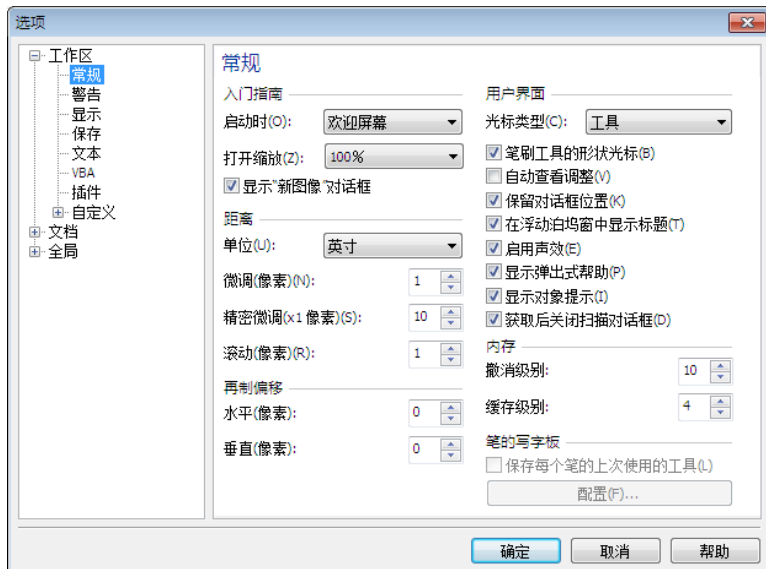 选项
工作区
常规
警告
显示
保存
文本
VBA
插件
自定义
文档
全局
常规
入门指南
启动时(O): 欢迎屏幕
打开缩放(Z): 100%
显示"新图像"对话框
距离
单位(U): 英寸
微调(像素)(N): 1
精密微调(x1 像素)(S): 10
滚动(像素)(R): 1
再制偏移
水平(像素): 0
垂直(像素): 0
用户界面
光标类型(C): 工具
笔刷工具的形状光标(B)
自动查看调整(V)
保留对话框位置(K)
在浮动泊坞窗中显示标题(T)
启用声效(E)
显示弹出式帮助(P)
显示对象提示(I)
获取后关闭扫描对话框(D)
内存
撤消级别: 10
缓存级别: 4
笔的写字板
保存每个笔的上次使用的工具(L)
配置(F)...
确定 取消 帮助